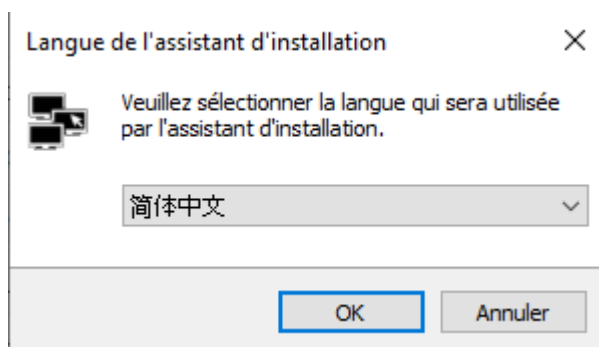 Langue de l'assistant d'installation
Veuillez sélectionner la langue qui sera utilisée
par l'assistant d'installation.
简体中文
OK
Annuler